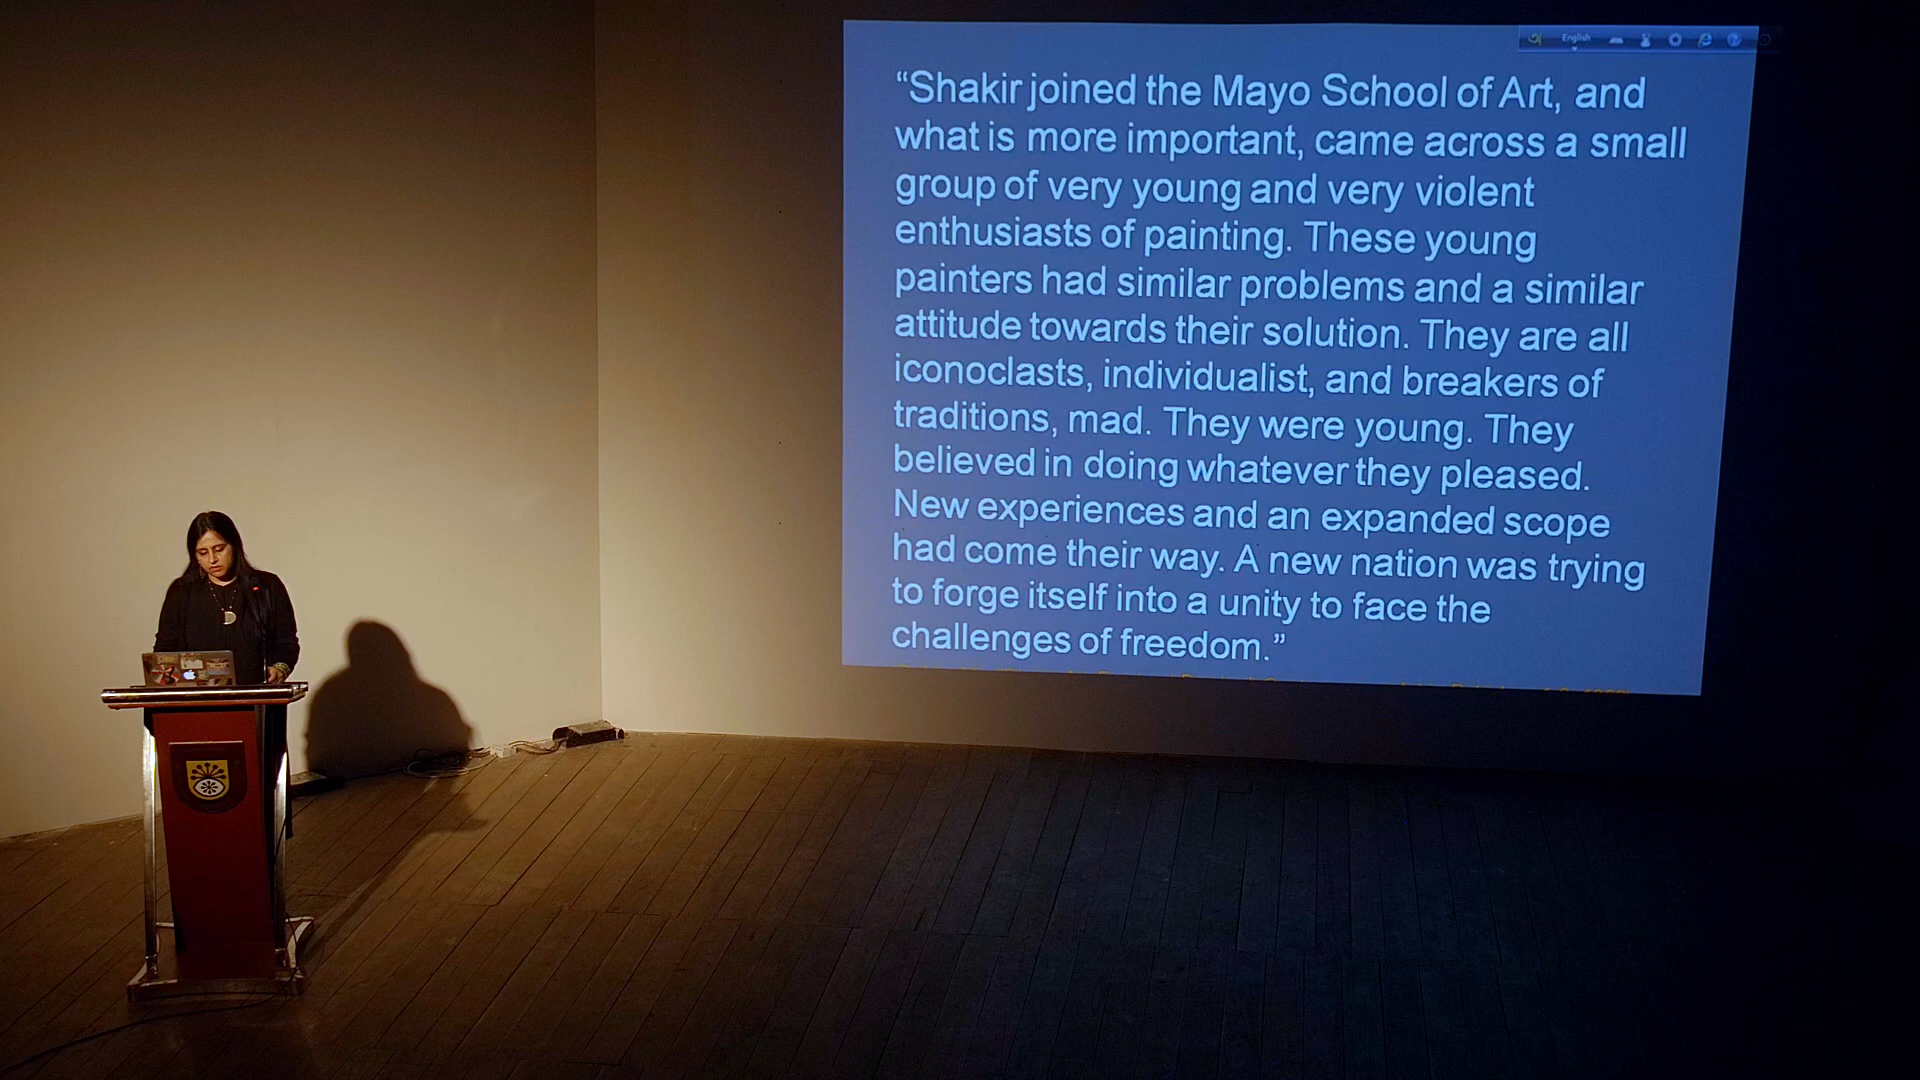 English
“Shakir joined the Mayo School of Art, and
what is more important, came across a small
group of very young and very violent
enthusiasts of painting. These young
painters had similar problems and a similar
attitude towards their solution. They are all
iconoclasts, individualist, and breakers of
traditions, mad. They were young. They
believed in doing whatever they pleased.
New experiences and an expanded scope
had come their way. A new nation was trying
to forge itself into a unity to face the
challenges of freedom.”